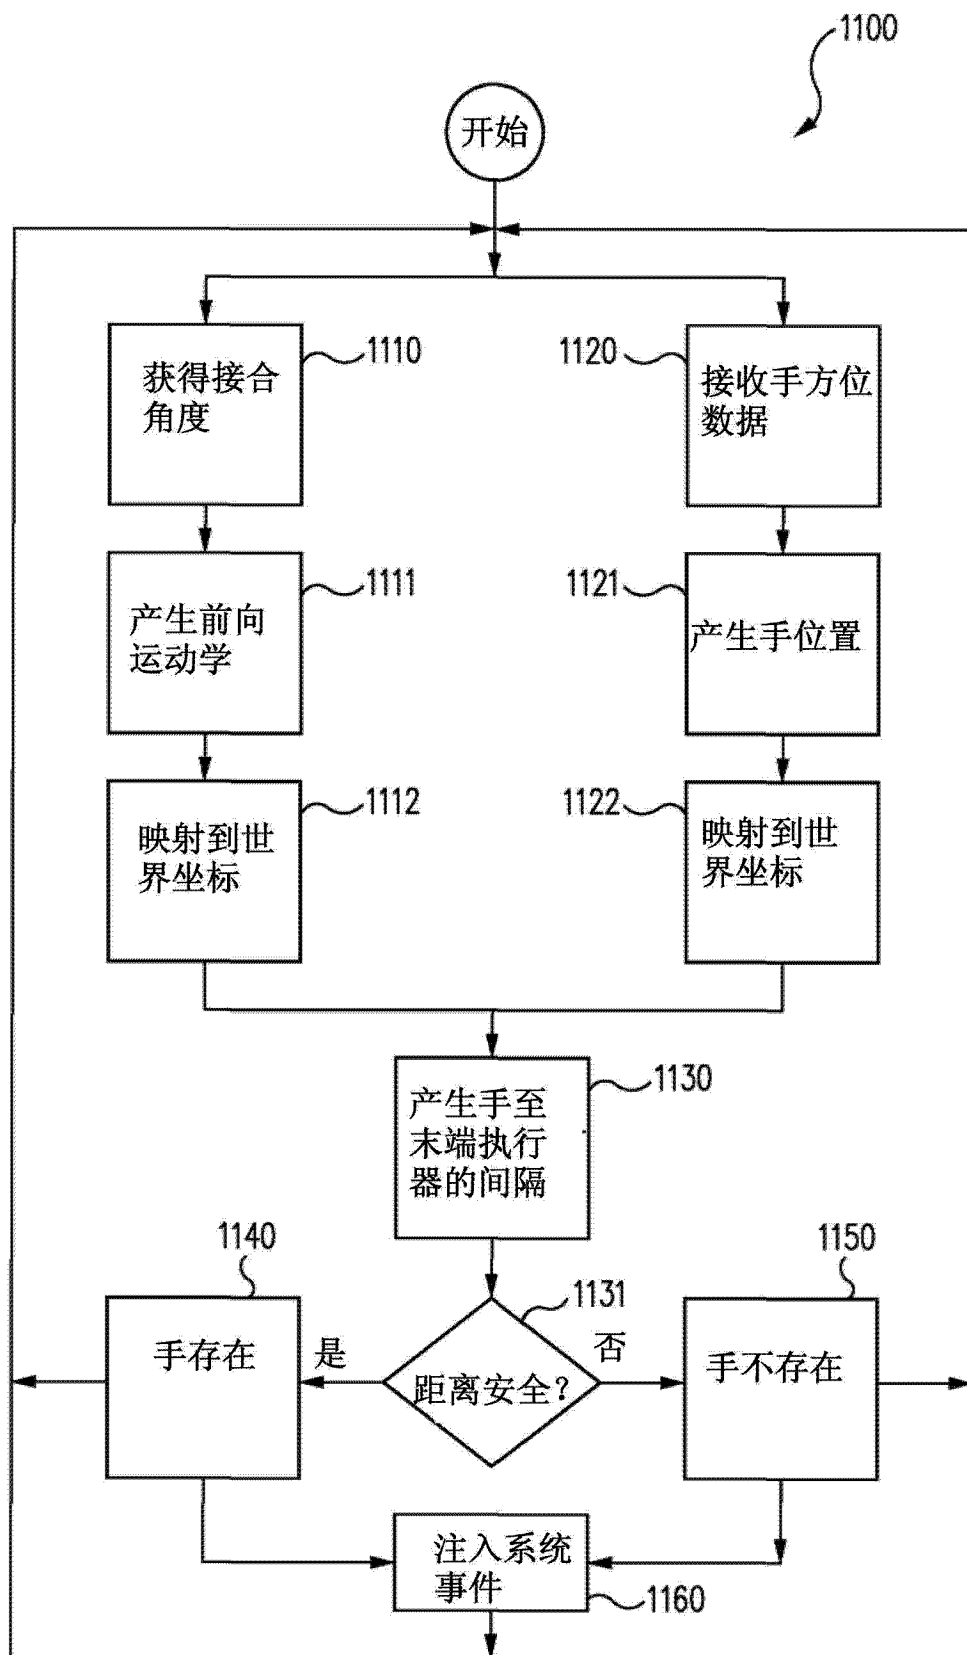 1100
开始
1110
获得接合
角度
1120
接收手方位
数据
1111
产生前向
运动学
1121
产生手位置
1112
映射到世
界坐标
1122
映射到世
界坐标
1130
产生手至
末端执行
器的间隔
1140
手存在
是
1131
距离安全？
否
1150
手不存在
注入系统
事件
1160